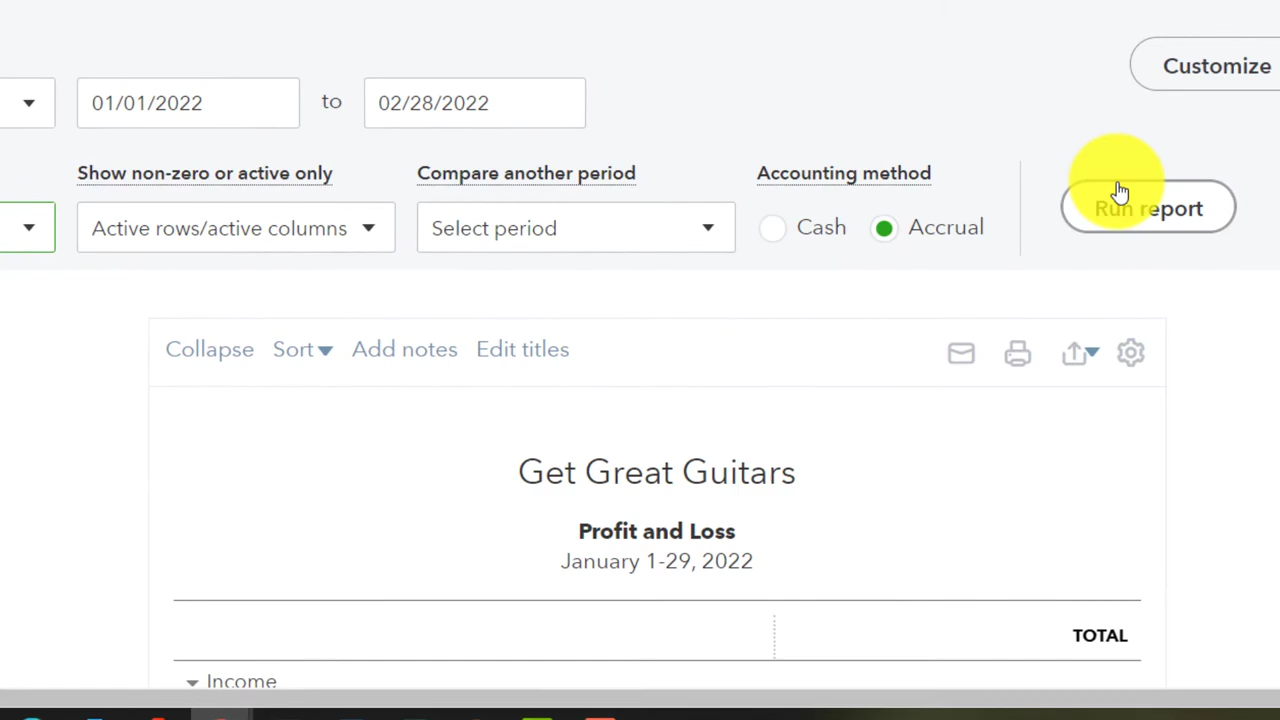 Customize
01/01/2022 to 02/28/2022
Show non-zero or active only Compare another period Accounting method
Active rows/active columns Select period Cash Accrual Run report
Collapse Sort Add notes Edit titles
Get Great Guitars
Profit and Loss
January 1-29, 2022
TOTAL
Income